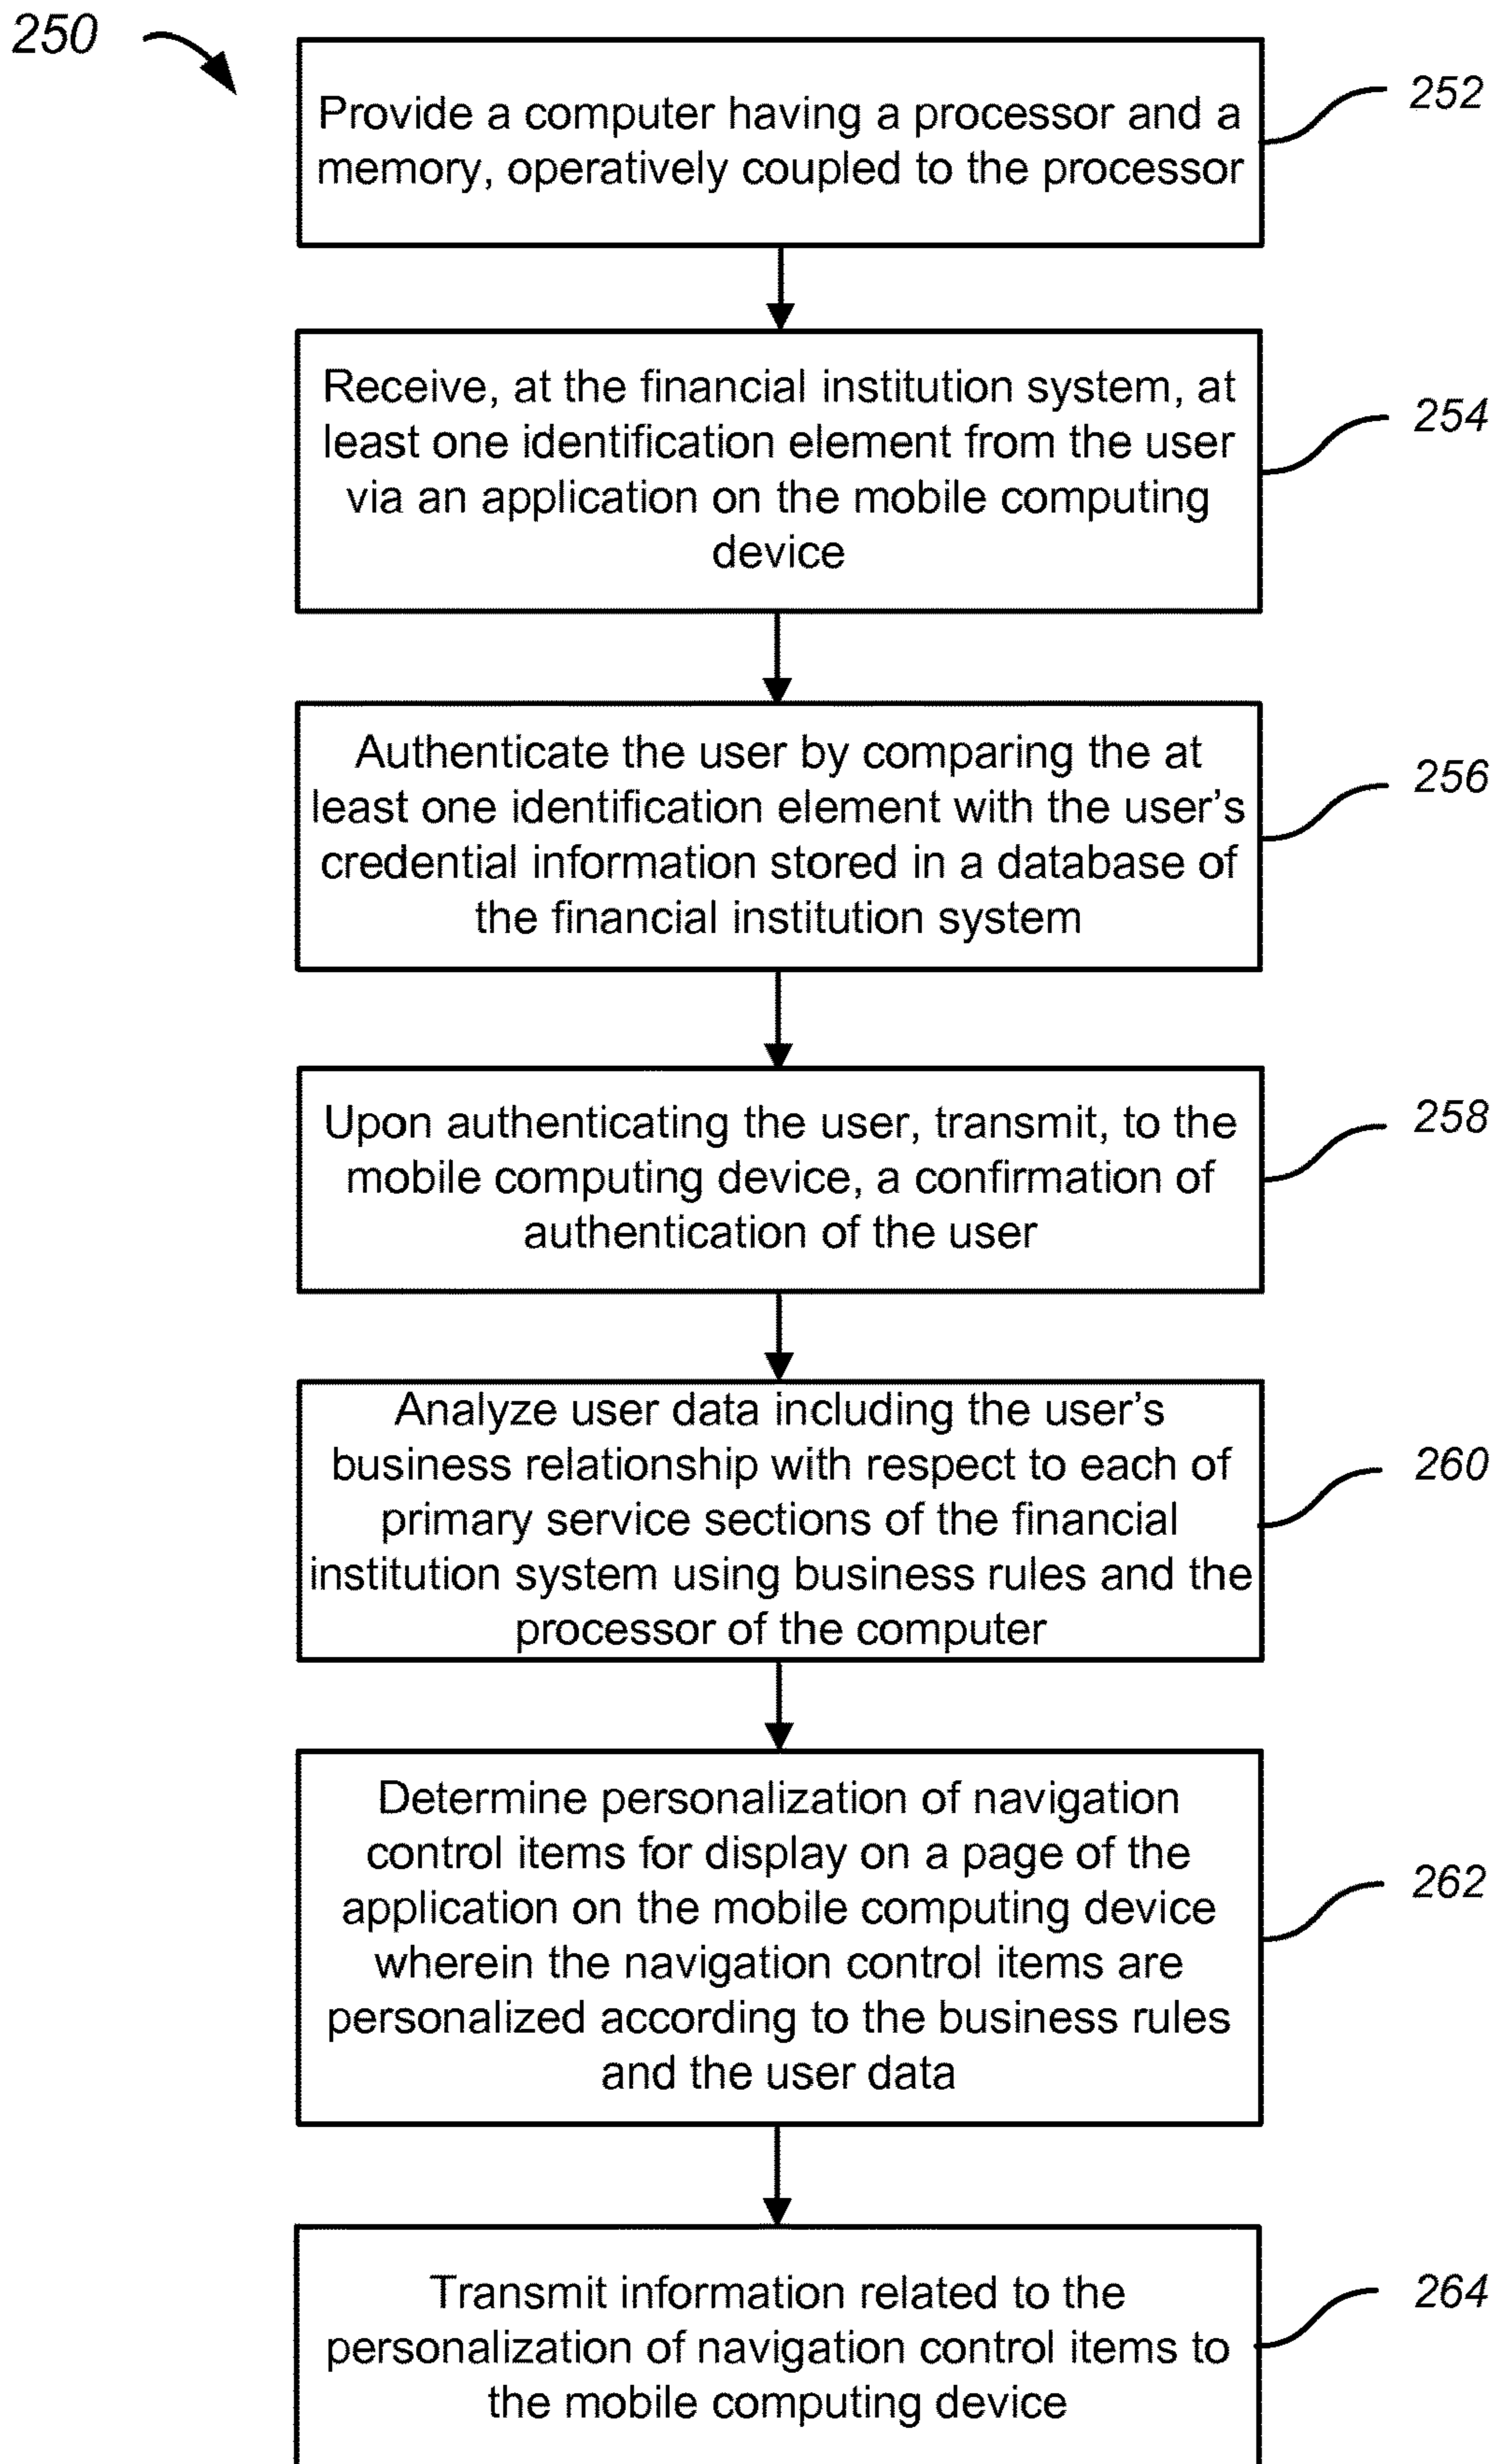 250
Provide a computer having a processor and a
memory, operatively coupled to the processor
252
Receive, at the financial institution system, at
least one identification element from the user
via an application on the mobile computing
device
254
Authenticate the user by comparing the at
least one identification element with the user's
credential information stored in a database of
the financial institution system
256
Upon authenticating the user, transmit, to the
mobile computing device, a confirmation of
authentication of the user
258
Analyze user data including the user's
business relationship with respect to each of
primary service sections of the financial
institution system using business rules and the
processor of the computer
260
Determine personalization of navigation
control items for display on a page of the
application on the mobile computing device
wherein the navigation control items are
personalized according to the business rules
and the user data
262
Transmit information related to the
personalization of navigation control items to
the mobile computing device
264